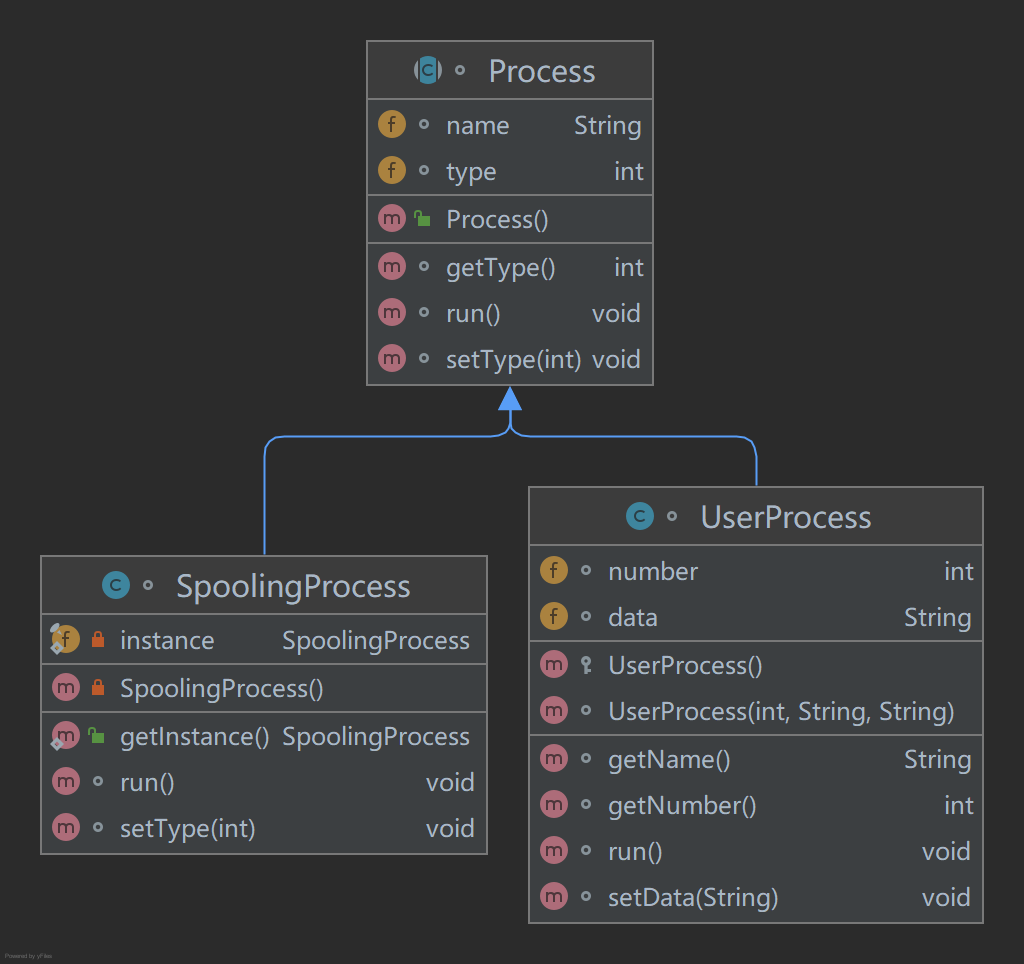 Process
name String
type int
Process()
getType() int
run() void
setType(int) void
SpoolingProcess
instance SpoolingProcess
SpoolingProcess()
getInstance() SpoolingProcess
run() void
setType(int) void
UserProcess
number int
data String
UserProcess()
UserProcess(int, String, String)
getName() String
getNumber() int
run() void
setData(String) void
Powered by yFiles